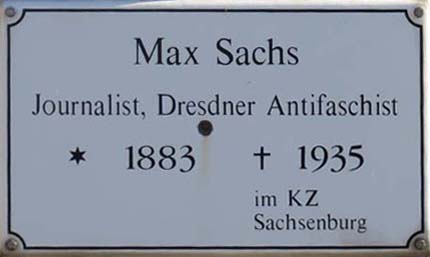 Max Sachs
Journalist, Dresdner Antifaschist
* 1883 † 1935
im KZ
Sachsenburg